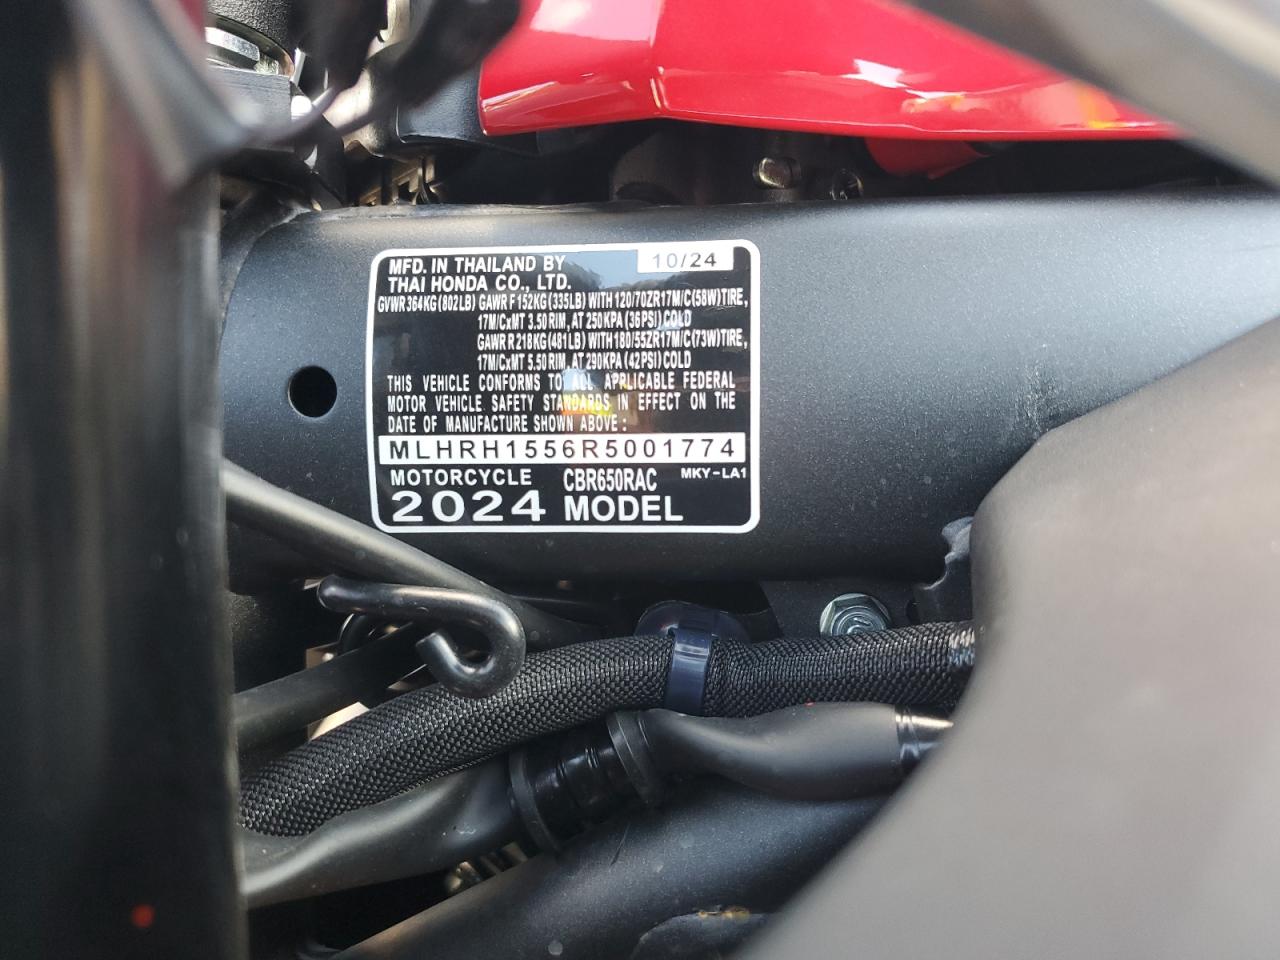 MFD. IN THAILAND BY 10/24
THAI HONDA CO., LTD.
GVWR 364KG (802LB) GAWR F 152KG (335LB) WITH 120/70ZR17M/C(58W)TIRE,
17M/CxMT 3.50 RIM, AT 250KPA (36PSI) COLD
GAWR R 218KG (481LB) WITH 180/55ZR17M/C(73W)TIRE,
17M/CxMT 5.50 RIM, AT 290KPA (42PSI) COLD
THIS VEHICLE CONFORMS TO ALL APPLICABLE FEDERAL
MOTOR VEHICLE SAFETY STANDARDS IN EFFECT ON THE
DATE OF MANUFACTURE SHOWN ABOVE :
MLHRH1556R5001774
MOTORCYCLE CBR650RAC MKY-LA1
2024 MODEL